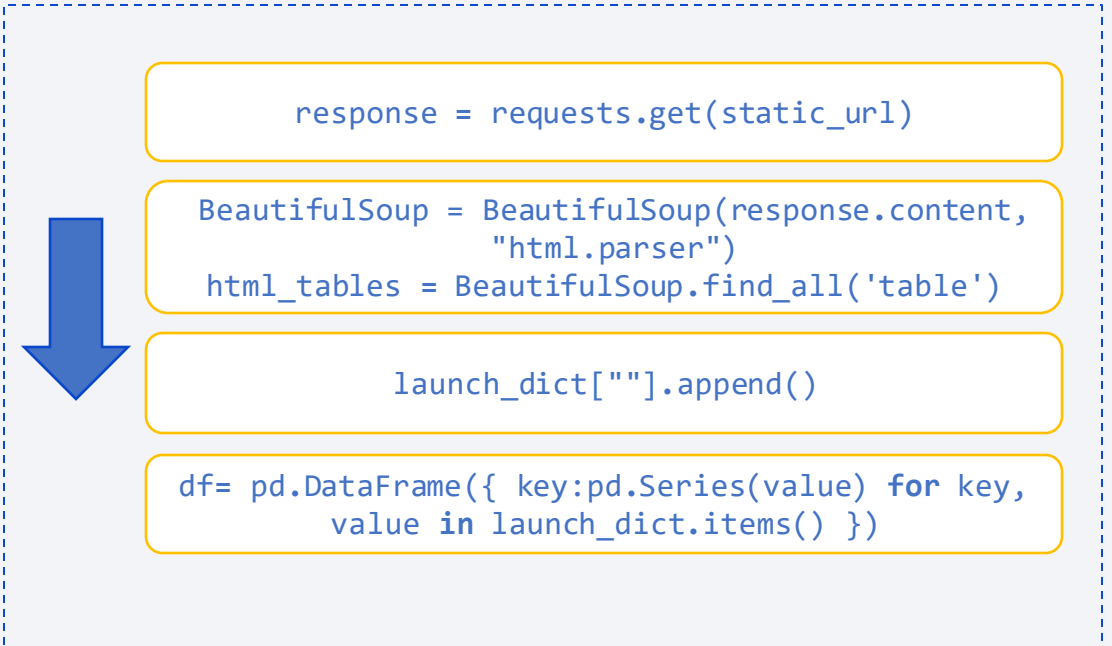 response = requests.get(static_url)
BeautifulSoup = BeautifulSoup(response.content,
"html.parser")
html_tables = BeautifulSoup.find_all('table')
launch_dict[""].append()
df= pd.DataFrame({ key:pd.Series(value) for key,
value in launch_dict.items() })